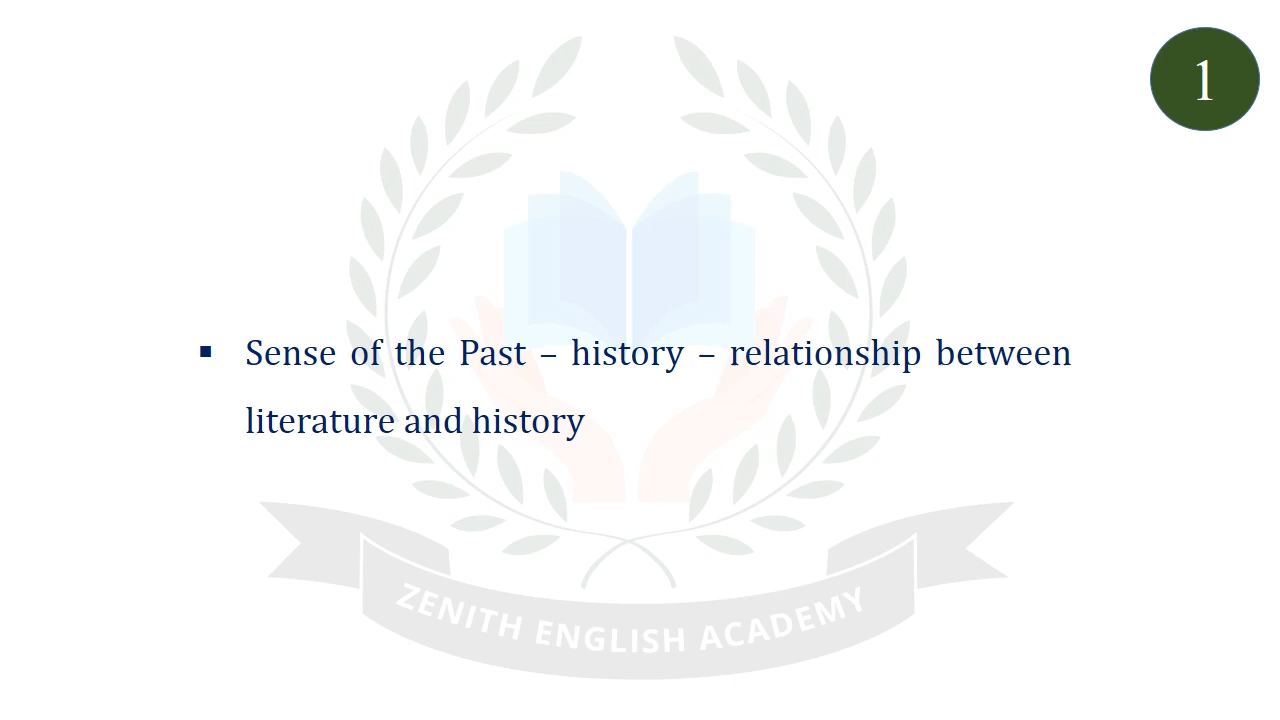 1
▪ Sense of the Past – history – relationship between
literature and history
ZENITH ENGLISH ACADEMY